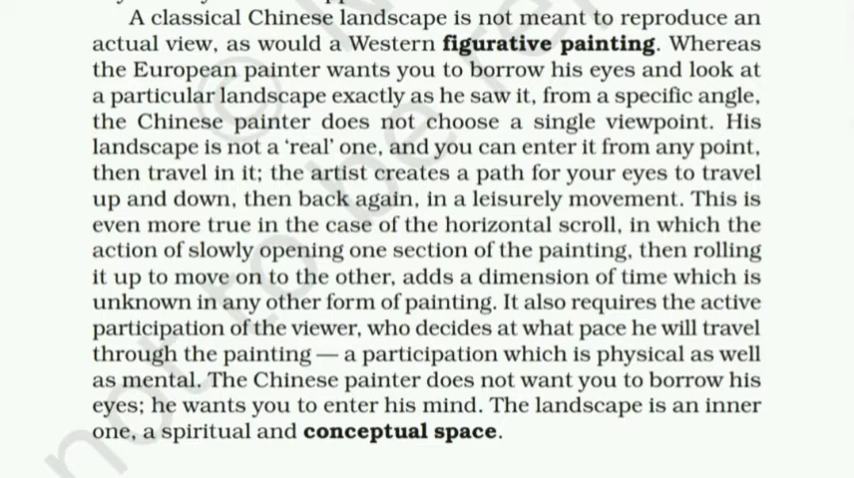 A classical Chinese landscape is not meant to reproduce an
actual view, as would a Western figurative painting. Whereas
the European painter wants you to borrow his eyes and look at
a particular landscape exactly as he saw it, from a specific angle,
the Chinese painter does not choose a single viewpoint. His
landscape is not a ‘real’ one, and you can enter it from any point,
then travel in it; the artist creates a path for your eyes to travel
up and down, then back again, in a leisurely movement. This is
even more true in the case of the horizontal scroll, in which the
action of slowly opening one section of the painting, then rolling
it up to move on to the other, adds a dimension of time which is
unknown in any other form of painting. It also requires the active
participation of the viewer, who decides at what pace he will travel
through the painting — a participation which is physical as well
as mental. The Chinese painter does not want you to borrow his
eyes; he wants you to enter his mind. The landscape is an inner
one, a spiritual and conceptual space.
not to be